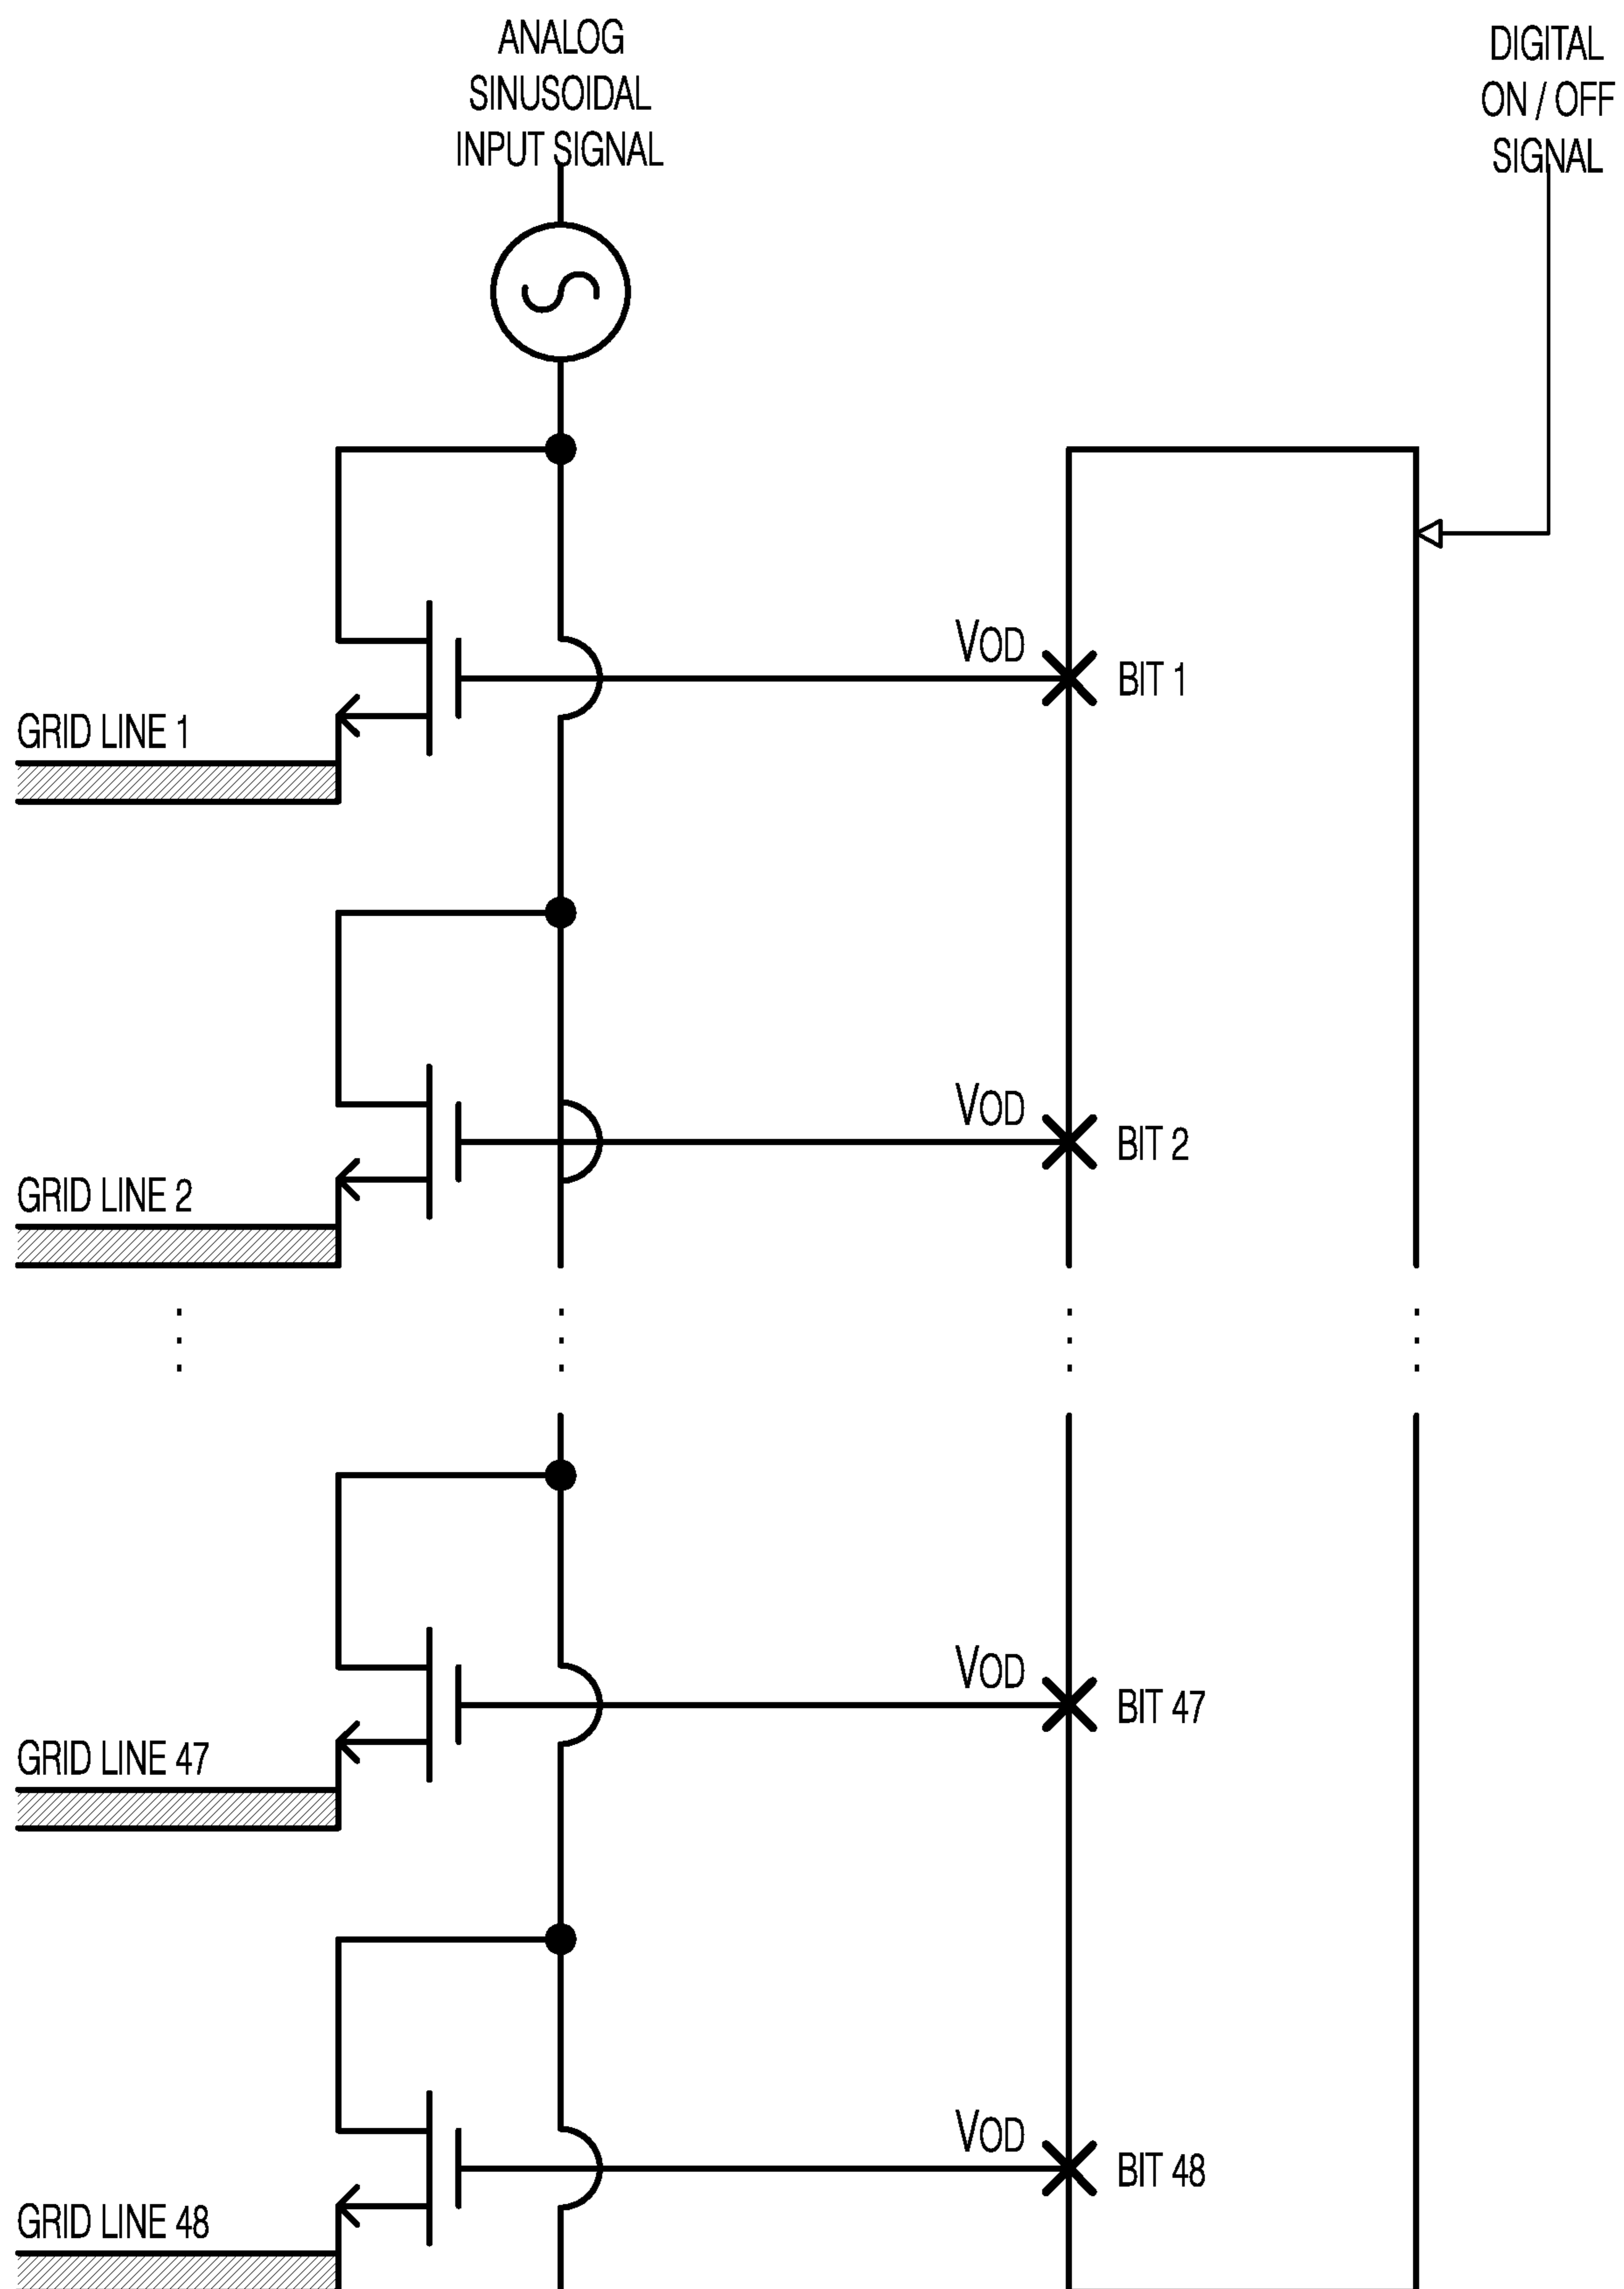 ANALOG
SINUSOIDAL
INPUT SIGNAL
DIGITAL
ON / OFF
SIGNAL
VOD
BIT 1
GRID LINE 1
VOD
BIT 2
GRID LINE 2
VOD
BIT 47
GRID LINE 47
VOD
BIT 48
GRID LINE 48